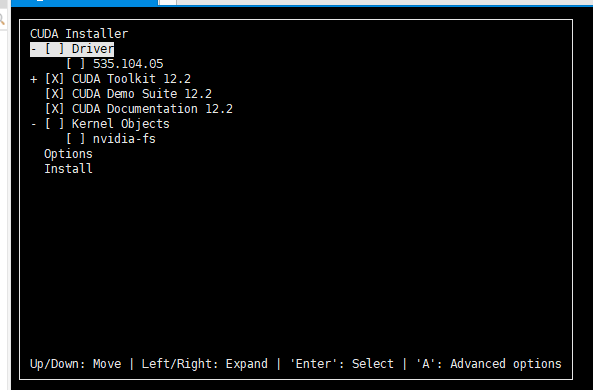 CUDA Installer
- [ ] Driver
[ ] 535.104.05
+ [X] CUDA Toolkit 12.2
[X] CUDA Demo Suite 12.2
[X] CUDA Documentation 12.2
- [ ] Kernel Objects
[ ] nvidia-fs
Options
Install
Up/Down: Move | Left/Right: Expand | 'Enter': Select | 'A': Advanced options